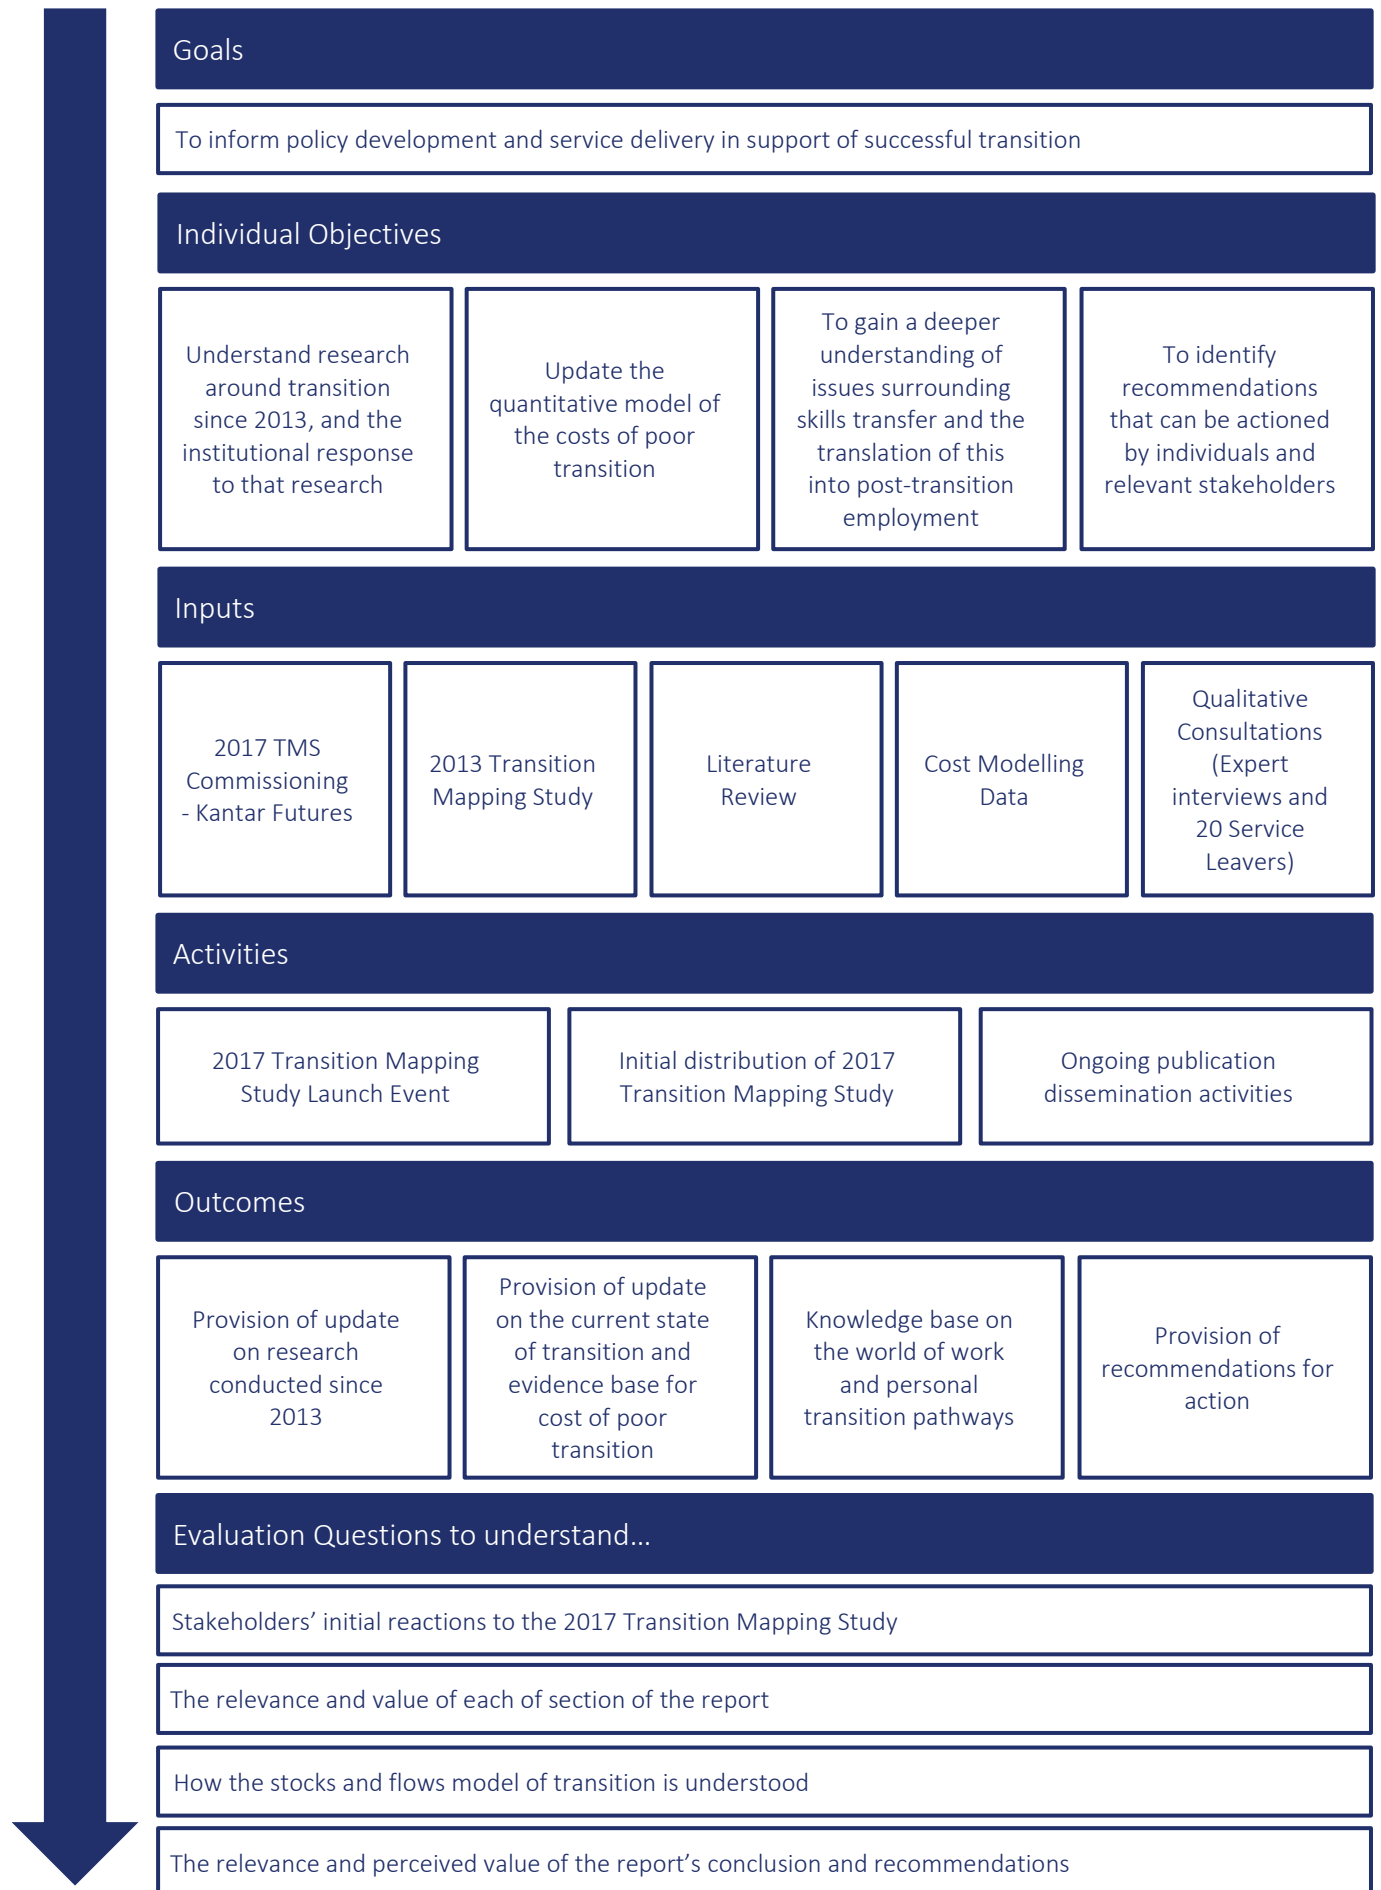 Goals
To inform policy development and service delivery in support of successful transition
Individual Objectives
Understand research
around transition
since 2013, and the
institutional response
to that research
Update the
quantitative model of
the costs of poor
transition
To gain a deeper
understanding of
issues surrounding
skills transfer and the
translation of this
into post-transition
employment
To identify
recommendations
that can be actioned
by individuals and
relevant stakeholders
Inputs
2017 TMS
Commissioning
- Kantar Futures
2013 Transition
Mapping Study
Literature
Review
Cost Modelling
Data
Qualitative
Consultations
(Expert
interviews and
20 Service
Leavers)
Activities
2017 Transition Mapping
Study Launch Event
Initial distribution of 2017
Transition Mapping Study
Ongoing publication
dissemination activities
Outcomes
Provision of update
on research
conducted since
2013
Provision of update
on the current state
of transition and
evidence base for
cost of poor
transition
Knowledge base on
the world of work
and personal
transition pathways
Provision of
recommendations for
action
Evaluation Questions to understand…
Stakeholders’ initial reactions to the 2017 Transition Mapping Study
The relevance and value of each of section of the report
How the stocks and flows model of transition is understood
The relevance and perceived value of the report’s conclusion and recommendations